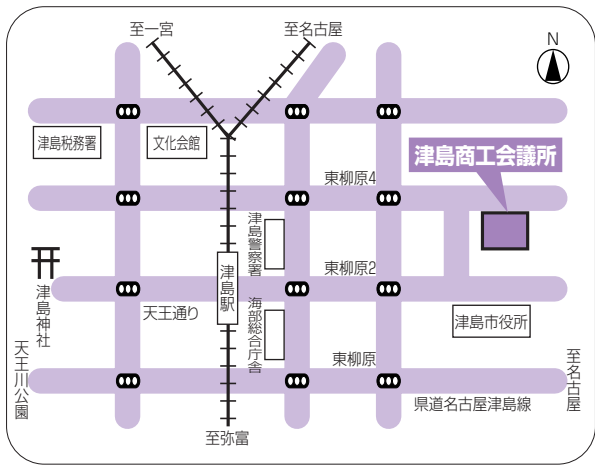 至一宮
至名古屋
N
津島税務署
文化会館
津島商工会議所
東柳原4
津島警察署
津島駅
東柳原2
津島神社
天王通り
海部総合庁舎
津島市役所
天王川公園
東柳原
至名古屋
県道名古屋津島線
至弥富